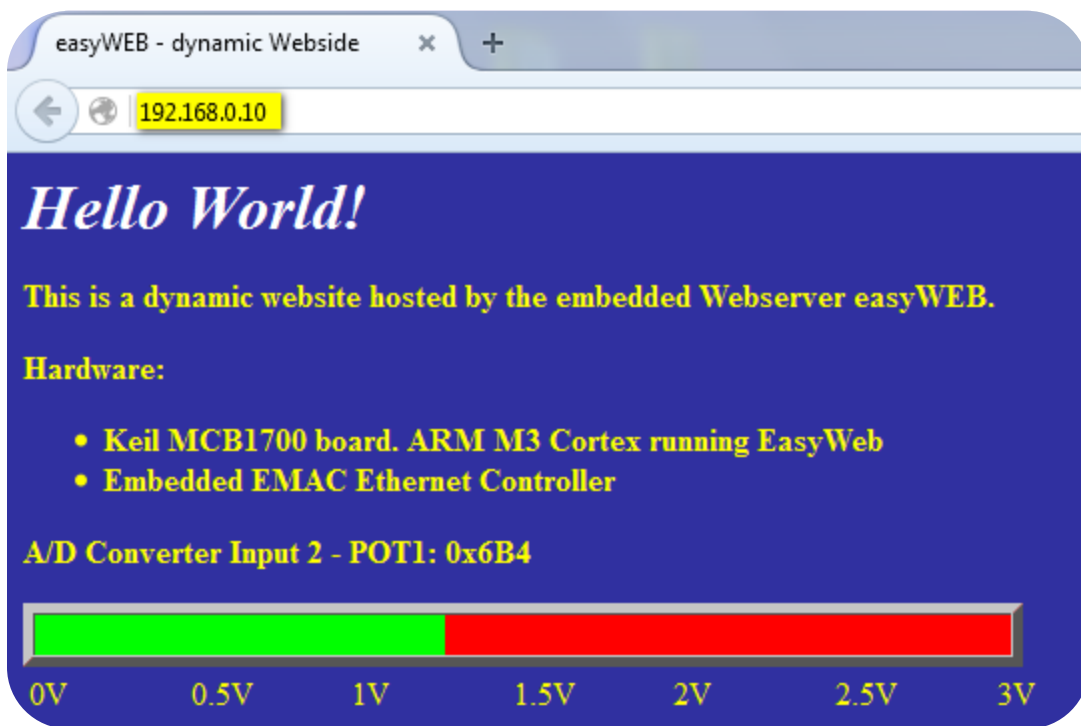 easyWEB - dynamic Webside
192.168.0.10
Hello World!
This is a dynamic website hosted by the embedded Webserver easyWEB.
Hardware:
• Keil MCB1700 board. ARM M3 Cortex running EasyWeb
• Embedded EMAC Ethernet Controller
A/D Converter Input 2 - POT1: 0x6B4
0V 0.5V 1V 1.5V 2V 2.5V 3V